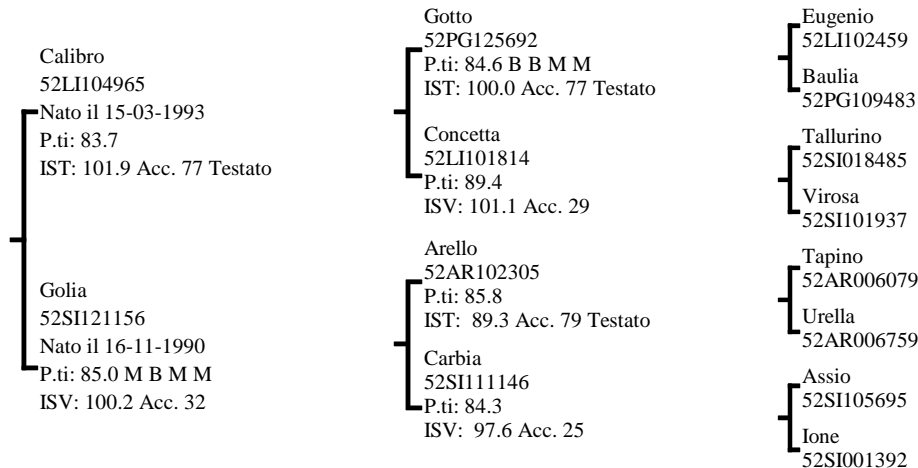 Calibro
52LI104965
Nato il 15-03-1993
P.ti: 83.7
IST: 101.9 Acc. 77 Testato
Golia
52SI121156
Nato il 16-11-1990
P.ti: 85.0 M B M M
ISV: 100.2 Acc. 32
Gotto
52PG125692
P.ti: 84.6 B B M M
IST: 100.0 Acc. 77 Testato
Concetta
52LI101814
P.ti: 89.4
ISV: 101.1 Acc. 29
Arello
52AR102305
P.ti: 85.8
IST: 89.3 Acc. 79 Testato
Carbia
52SI111146
P.ti: 84.3
ISV: 97.6 Acc. 25
Eugenio
52LI102459
Baulia
52PG109483
Tallurino
52SI018485
Virosa
52SI101937
Tapino
52AR006079
Urella
52AR006759
Assio
52SI105695
Ione
52SI001392